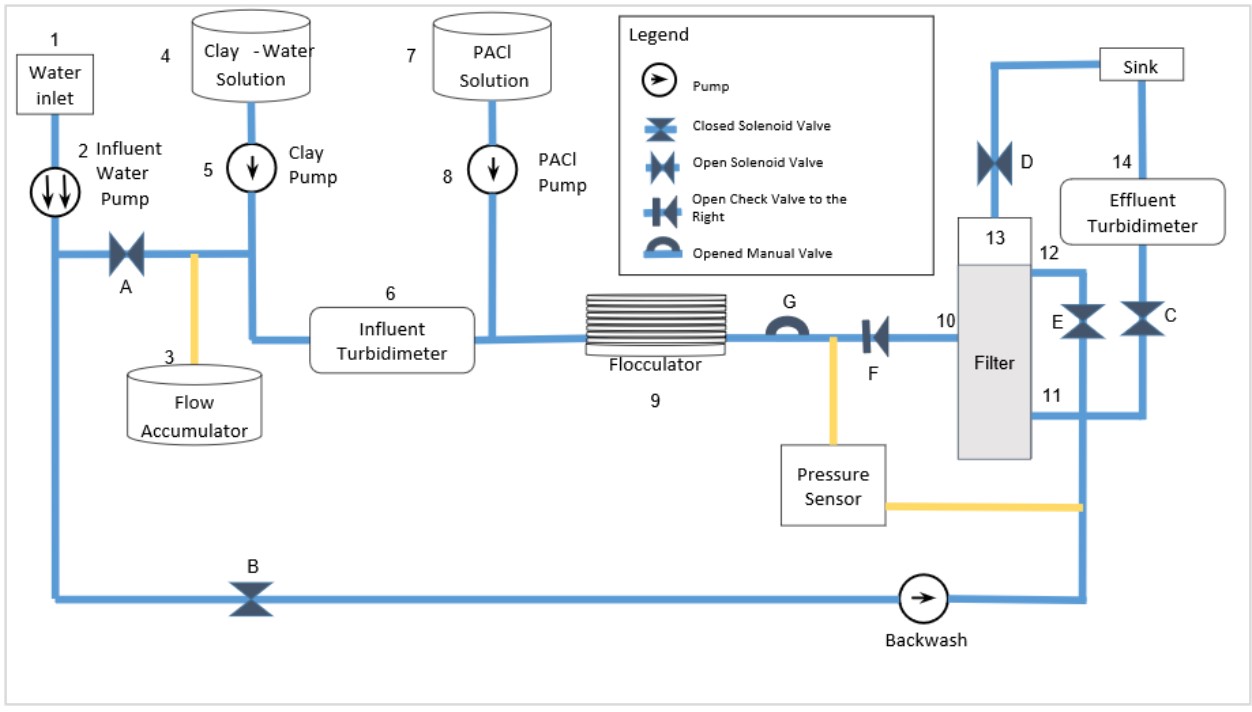 1
Water
inlet
2 Influent
Water
Pump
A
3
Flow
Accumulator
4
Clay -Water
Solution
5
Clay
Pump
6
Influent
Turbidimeter
7
PACl
Solution
8
PACl
Pump
Flocculator
9
Legend
Pump
Closed Solenoid Valve
Open Solenoid Valve
Open Check Valve to the
Right
Opened Manual Valve
G
F
10
Pressure
Sensor
Sink
D
13
Filter
12
11
E
C
14
Effluent
Turbidimeter
B
Backwash